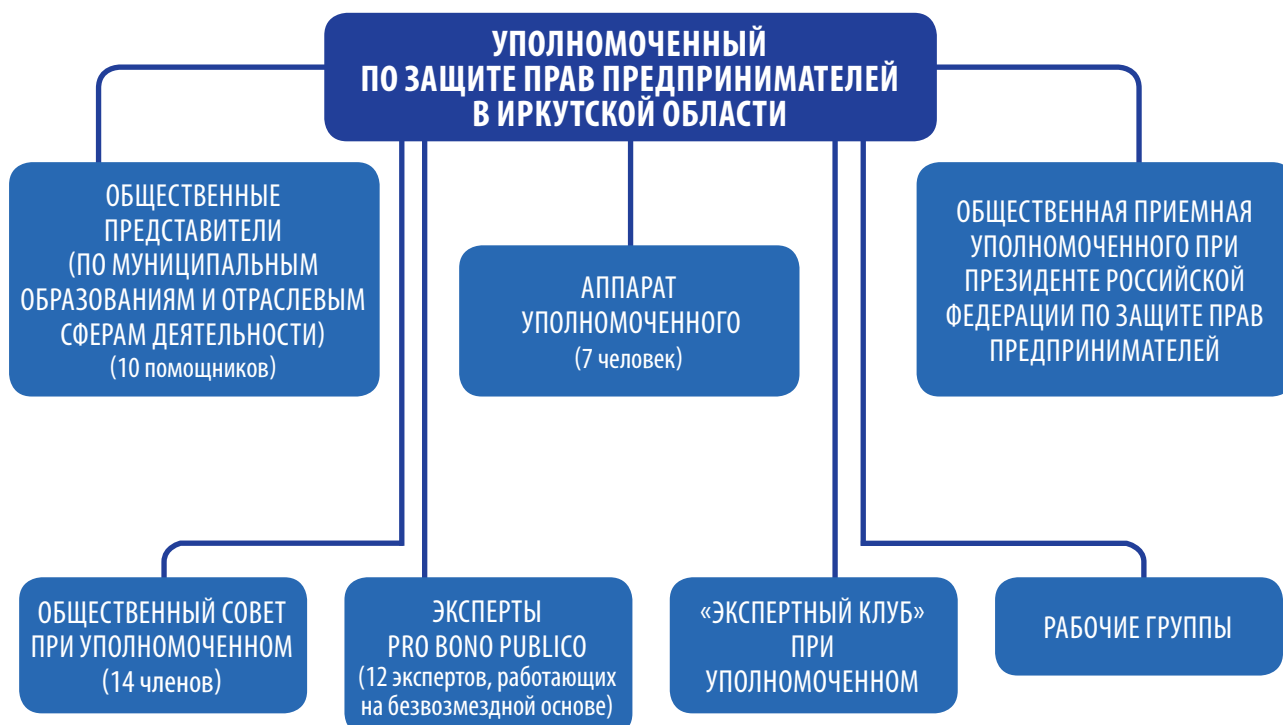 УПОЛНОМОЧЕННЫЙ
ПО ЗАЩИТЕ ПРАВ ПРЕДПРИНИМАТЕЛЕЙ
В ИРКУТСКОЙ ОБЛАСТИ
ОБЩЕСТВЕННЫЕ
ПРЕДСТАВИТЕЛИ
(ПО МУНИЦИПАЛЬНЫМ
ОБРАЗОВАНИЯМ И ОТРАСЛЕВЫМ
СФЕРАМ ДЕЯТЕЛЬНОСТИ)
(10 помощников)
АППАРАТ
УПОЛНОМОЧЕННОГО
(7 человек)
ОБЩЕСТВЕННАЯ ПРИЕМНАЯ
УПОЛНОМОЧЕННОГО ПРИ
ПРЕЗИДЕНТЕ РОССИЙСКОЙ
ФЕДЕРАЦИИ ПО ЗАЩИТЕ ПРАВ
ПРЕДПРИНИМАТЕЛЕЙ
ОБЩЕСТВЕННЫЙ СОВЕТ
ПРИ УПОЛНОМОЧЕННОМ
(14 членов)
ЭКСПЕРТЫ
PRO BONO PUBLICO
(12 экспертов, работающих
на безвозмездной основе)
«ЭКСПЕРТНЫЙ КЛУБ»
ПРИ
УПОЛНОМОЧЕННОМ
РАБОЧИЕ ГРУППЫ